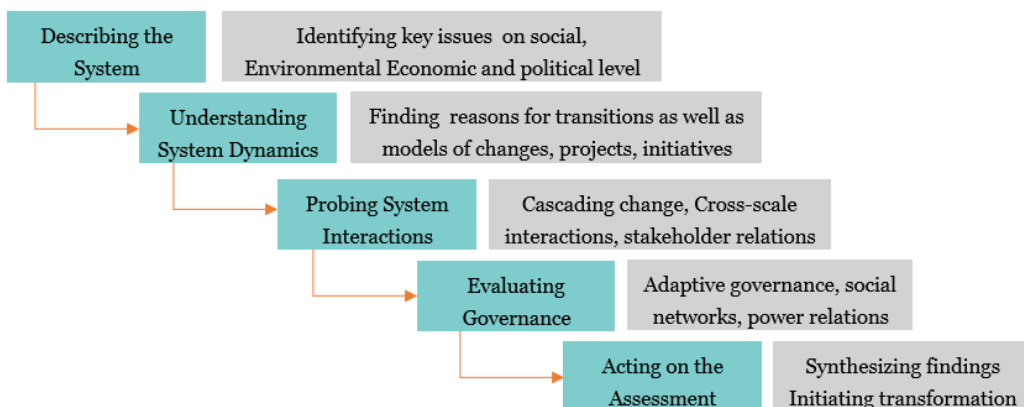 Describing the
System
Identifying key issues on social,
Environmental Economic and political level
Understanding
System Dynamics
Finding reasons for transitions as well as
models of changes, projects, initiatives
Probing System
Interactions
Cascading change, Cross-scale
interactions, stakeholder relations
Evaluating
Governance
Adaptive governance, social
networks, power relations
Acting on the
Assessment
Synthesizing findings
Initiating transformation